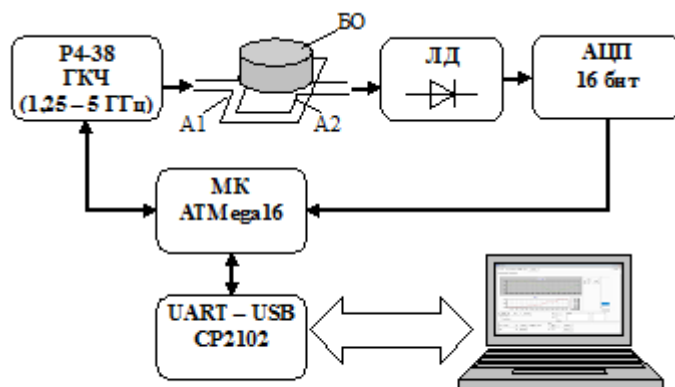 Р4-38
ГКЧ
(1,25 – 5 ГГц)
БО
А1
А2
ЛД
АЦП
16 бит
МК
ATMega16
UART – USB
CP2102